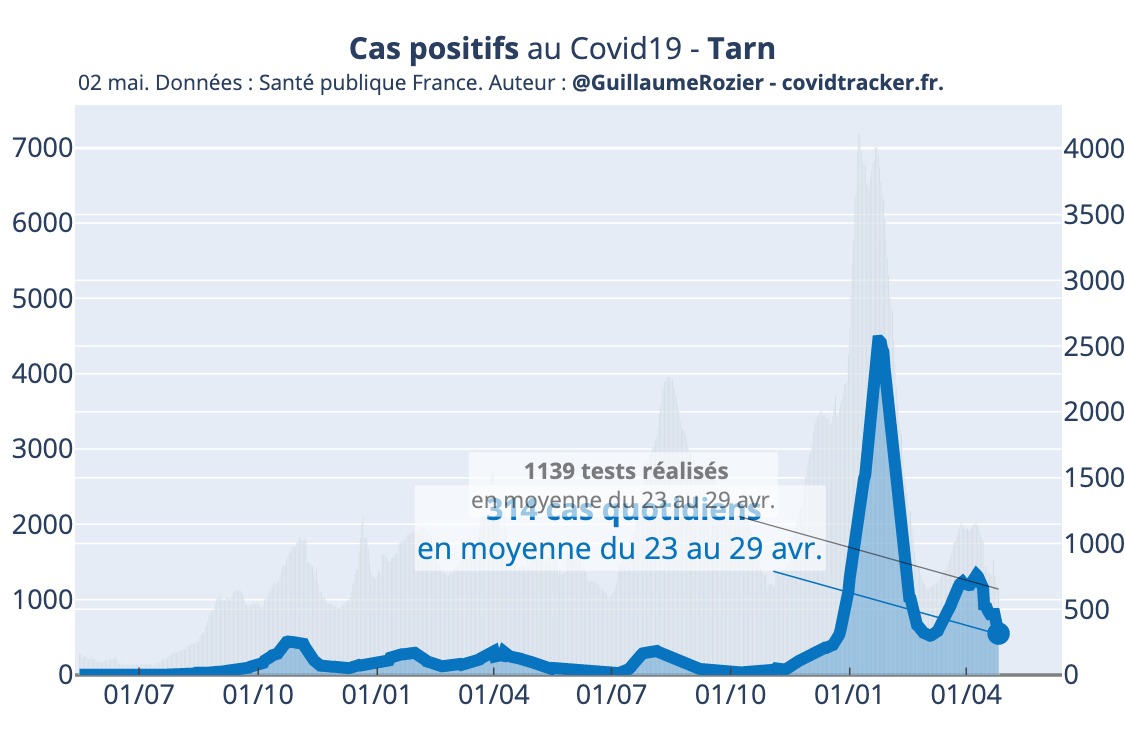 Cas positifs au Covid19 - Tarn
02 mai. Données : Santé publique France. Auteur : @GuillaumeRozier - covidtracker.fr.
7000
6000
5000
4000
3000
2000
1000
0
4000
3500
3000
2500
2000
1500
1000
500
0
1139 tests réalisés
en moyenne du 23 au 29 avr.
314 cas quotidiens
en moyenne du 23 au 29 avr.
01/07 01/10 01/01 01/04 01/07 01/10 01/01 01/04